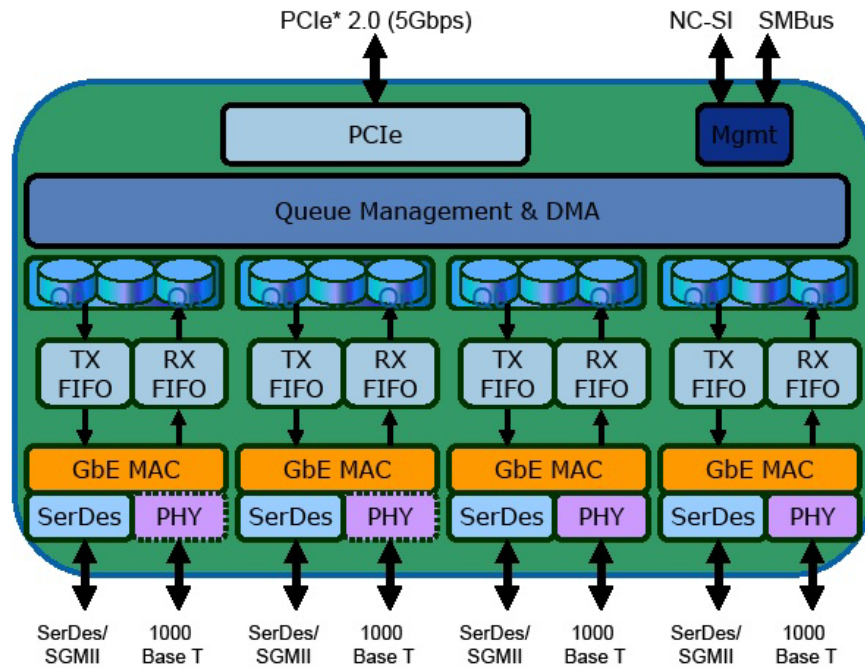 PCIe* 2.0 (5Gbps) NC-SI SMBus
PCIe Mgmt
Queue Management & DMA
TX RX TX RX TX RX TX RX
FIFO FIFO FIFO FIFO FIFO FIFO FIFO FIFO
GbE MAC GbE MAC GbE MAC GbE MAC
SerDes PHY SerDes PHY SerDes PHY SerDes PHY
SerDes/ 1000 SerDes/ 1000 SerDes/ 1000 SerDes/ 1000
SGMII Base T SGMII Base T SGMII Base T SGMII Base T